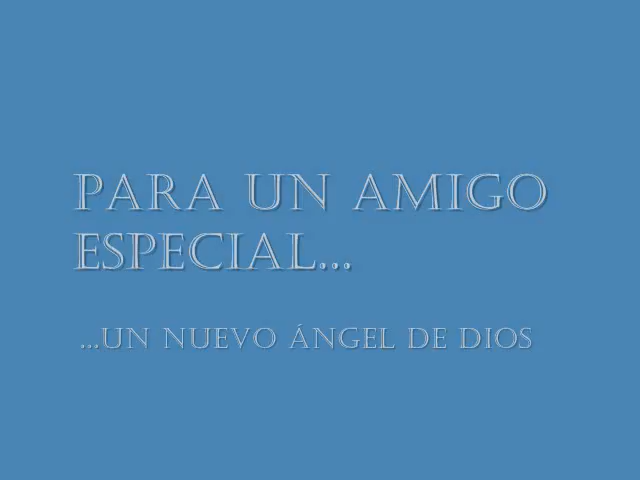 PARA UN AMIGO
ESPECIAL...
...UN NUEVO ÁNGEL DE DIOS